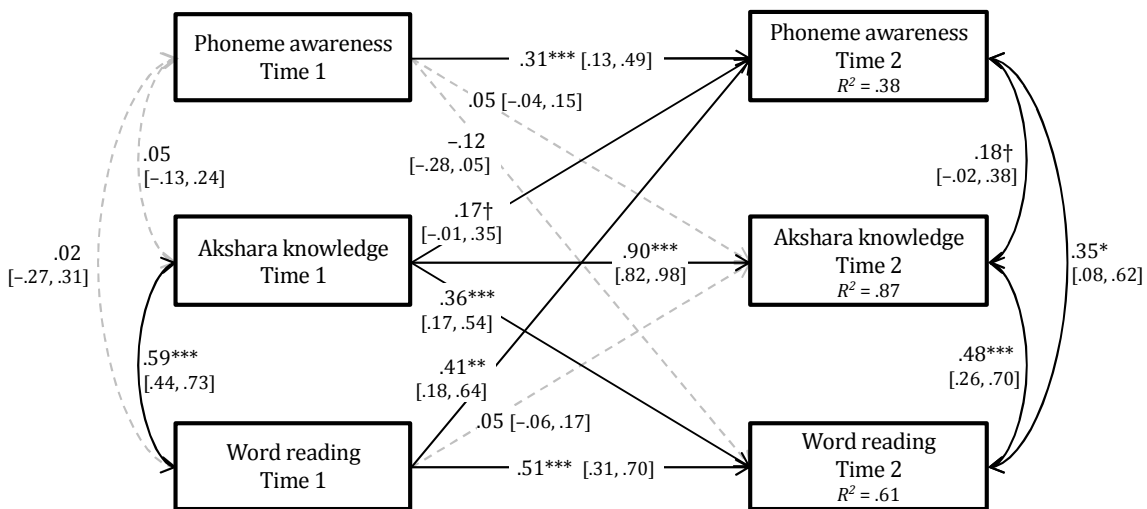 Phoneme awareness
Time 1
.31*** [.13, .49]
Phoneme awareness
Time 2
R² = .38
.05 [–.04, .15]
–.12
[–.28, .05]
.05
[–.13, .24]
.18†
[–.02, .38]
.17†
[–.01, .35]
Akshara knowledge
Time 1
.90***
[.82, .98]
Akshara knowledge
Time 2
R² = .87
.02
[–.27, .31]
.35*
[.08, .62]
.36***
[.17, .54]
.59***
[.44, .73]
.41**
[.18, .64]
.48***
[.26, .70]
.05 [–.06, .17]
Word reading
Time 1
.51*** [.31, .70]
Word reading
Time 2
R² = .61